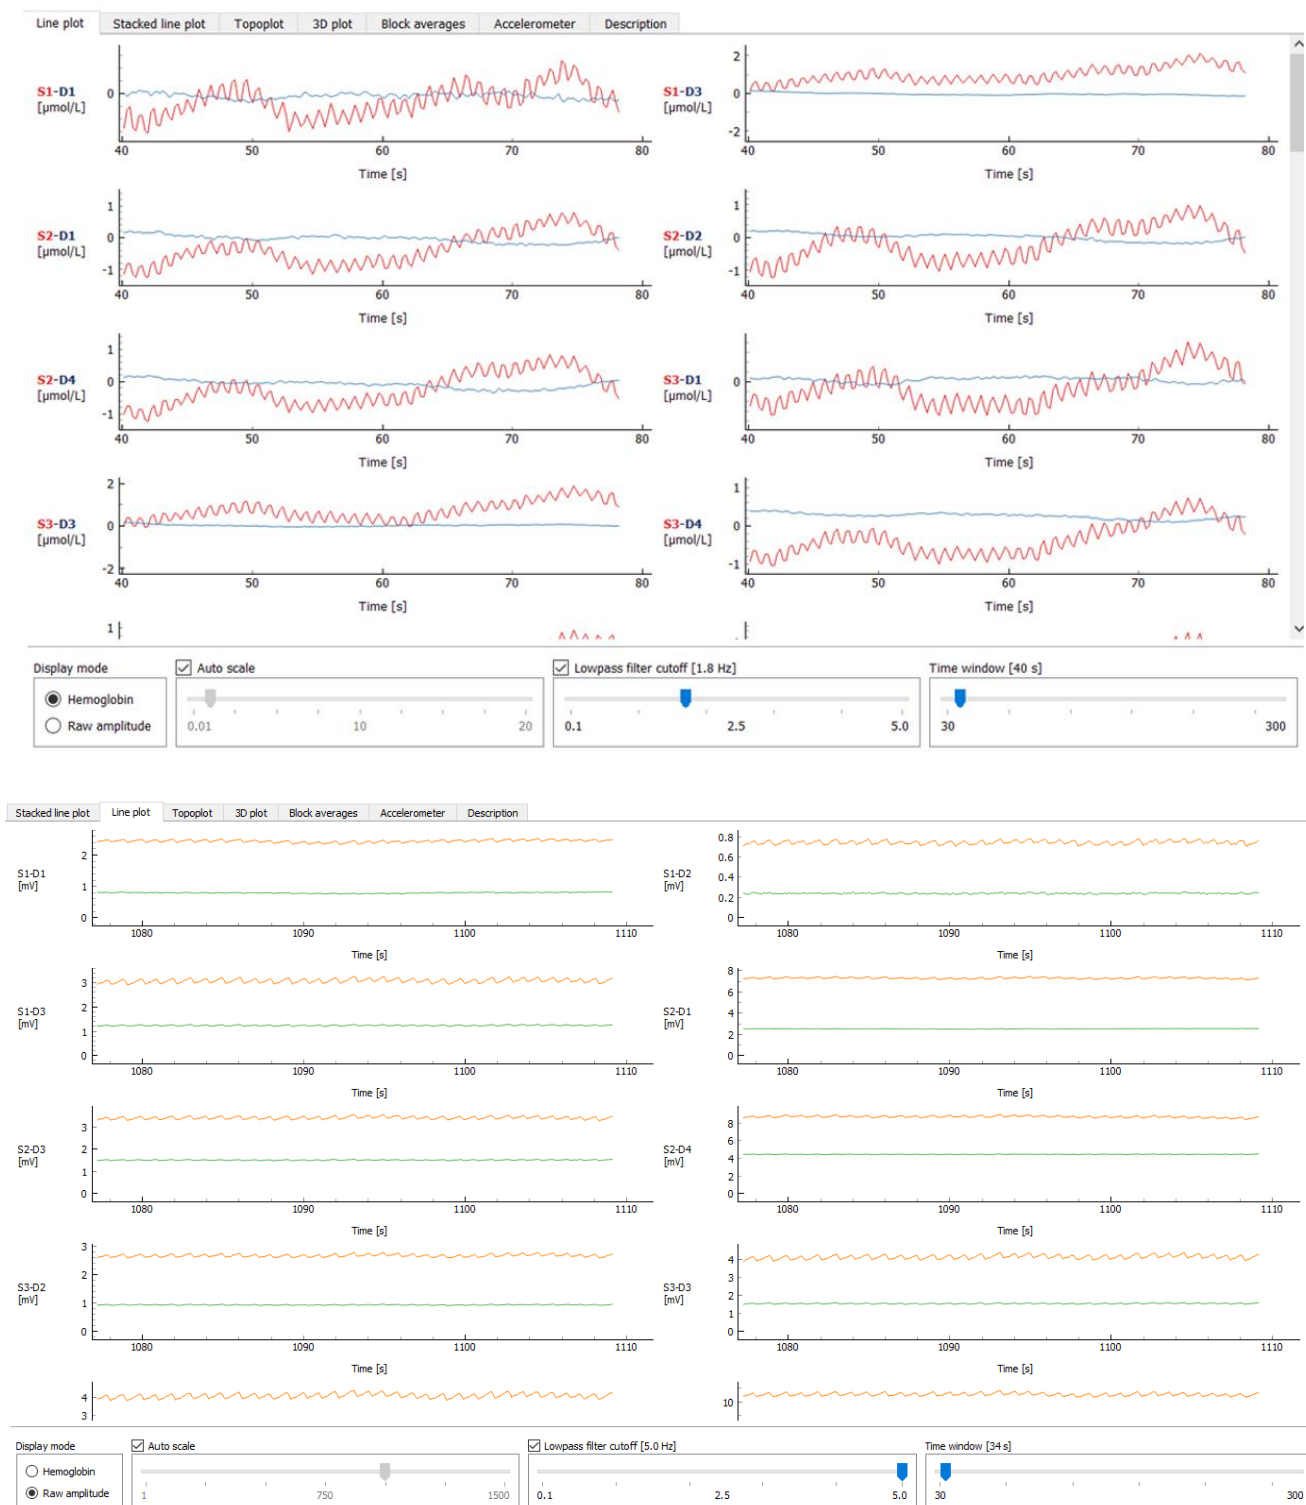 Line plot Stacked line plot Topoplot 3D plot Block averages Accelerometer Description
S1-D1
[µmol/L]
0
40 50 60 70 80
Time [s]
S1-D3
[µmol/L]
2
0
-2
40 50 60 70 80
Time [s]
S2-D1
[µmol/L]
1
0
-1
40 50 60 70 80
Time [s]
S2-D2
[µmol/L]
1
0
-1
40 50 60 70 80
Time [s]
S2-D4
[µmol/L]
1
0
-1
40 50 60 70 80
Time [s]
S3-D1
[µmol/L]
0
40 50 60 70 80
Time [s]
S3-D3
[µmol/L]
2
0
-2
40 50 60 70 80
Time [s]
S3-D4
[µmol/L]
1
0
-1
40 50 60 70 80
Time [s]
1
Display mode
Hemoglobin
Raw amplitude
Auto scale
0.01 10 20
Lowpass filter cutoff [1.8 Hz]
0.1 2.5 5.0
Time window [40 s]
30 300
Stacked line plot Line plot Topoplot 3D plot Block averages Accelerometer Description
S1-D1
[mV]
2
1
0
1080 1090 1100 1110
Time [s]
S1-D2
[mV]
0.8
0.6
0.4
0.2
0
1080 1090 1100 1110
Time [s]
S1-D3
[mV]
3
2
1
0
1080 1090 1100 1110
Time [s]
S2-D1
[mV]
8
6
4
2
0
1080 1090 1100 1110
Time [s]
S2-D3
[mV]
3
2
1
0
1080 1090 1100 1110
Time [s]
S2-D4
[mV]
8
6
4
2
0
1080 1090 1100 1110
Time [s]
S3-D2
[mV]
3
2
1
0
1080 1090 1100 1110
Time [s]
S3-D3
[mV]
4
3
2
1
0
1080 1090 1100 1110
Time [s]
4
3
10
Display mode
Hemoglobin
Raw amplitude
Auto scale
1 750 1500
Lowpass filter cutoff [5.0 Hz]
0.1 2.5 5.0
Time window [34 s]
30 300